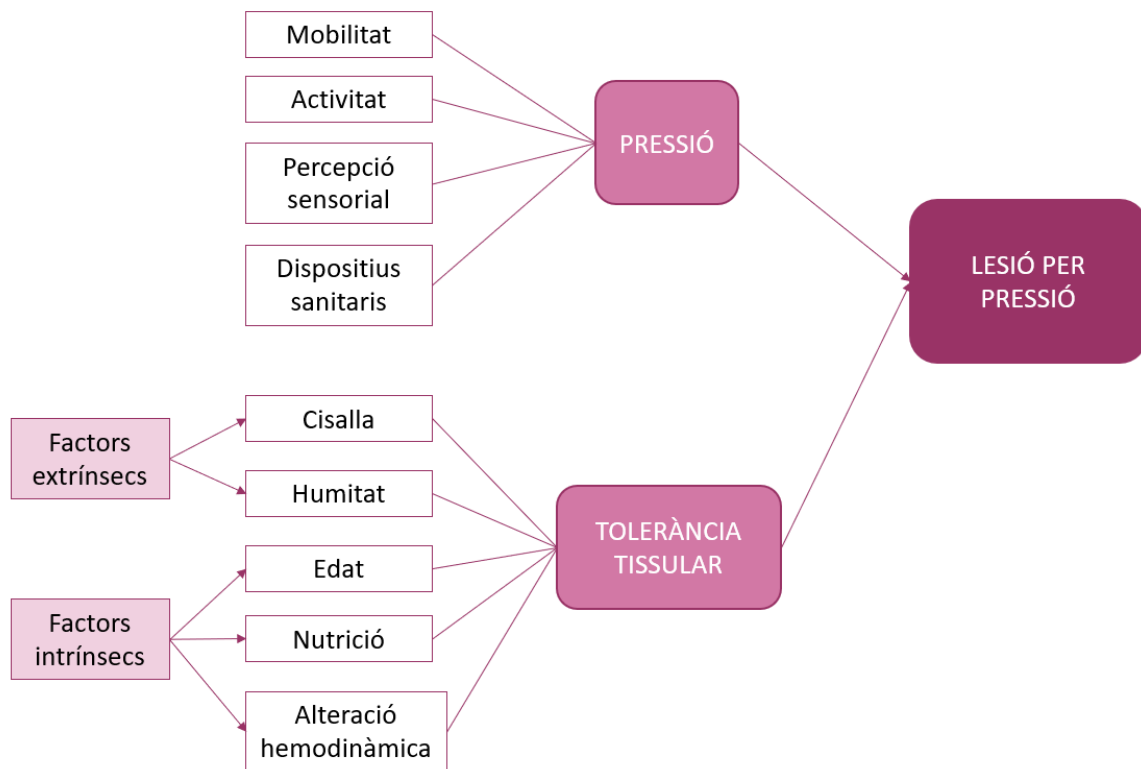 Mobilitat
Activitat
Percepció
sensorial
Dispositius
sanitaris
PRESSIÓ
LESIÓ PER
PRESSIÓ
Factors
extrínsecs
Cisalla
Humitat
Factors
intrínsecs
Edat
Nutrició
Alteració
hemodinàmica
TOLERÀNCIA
TISSULAR